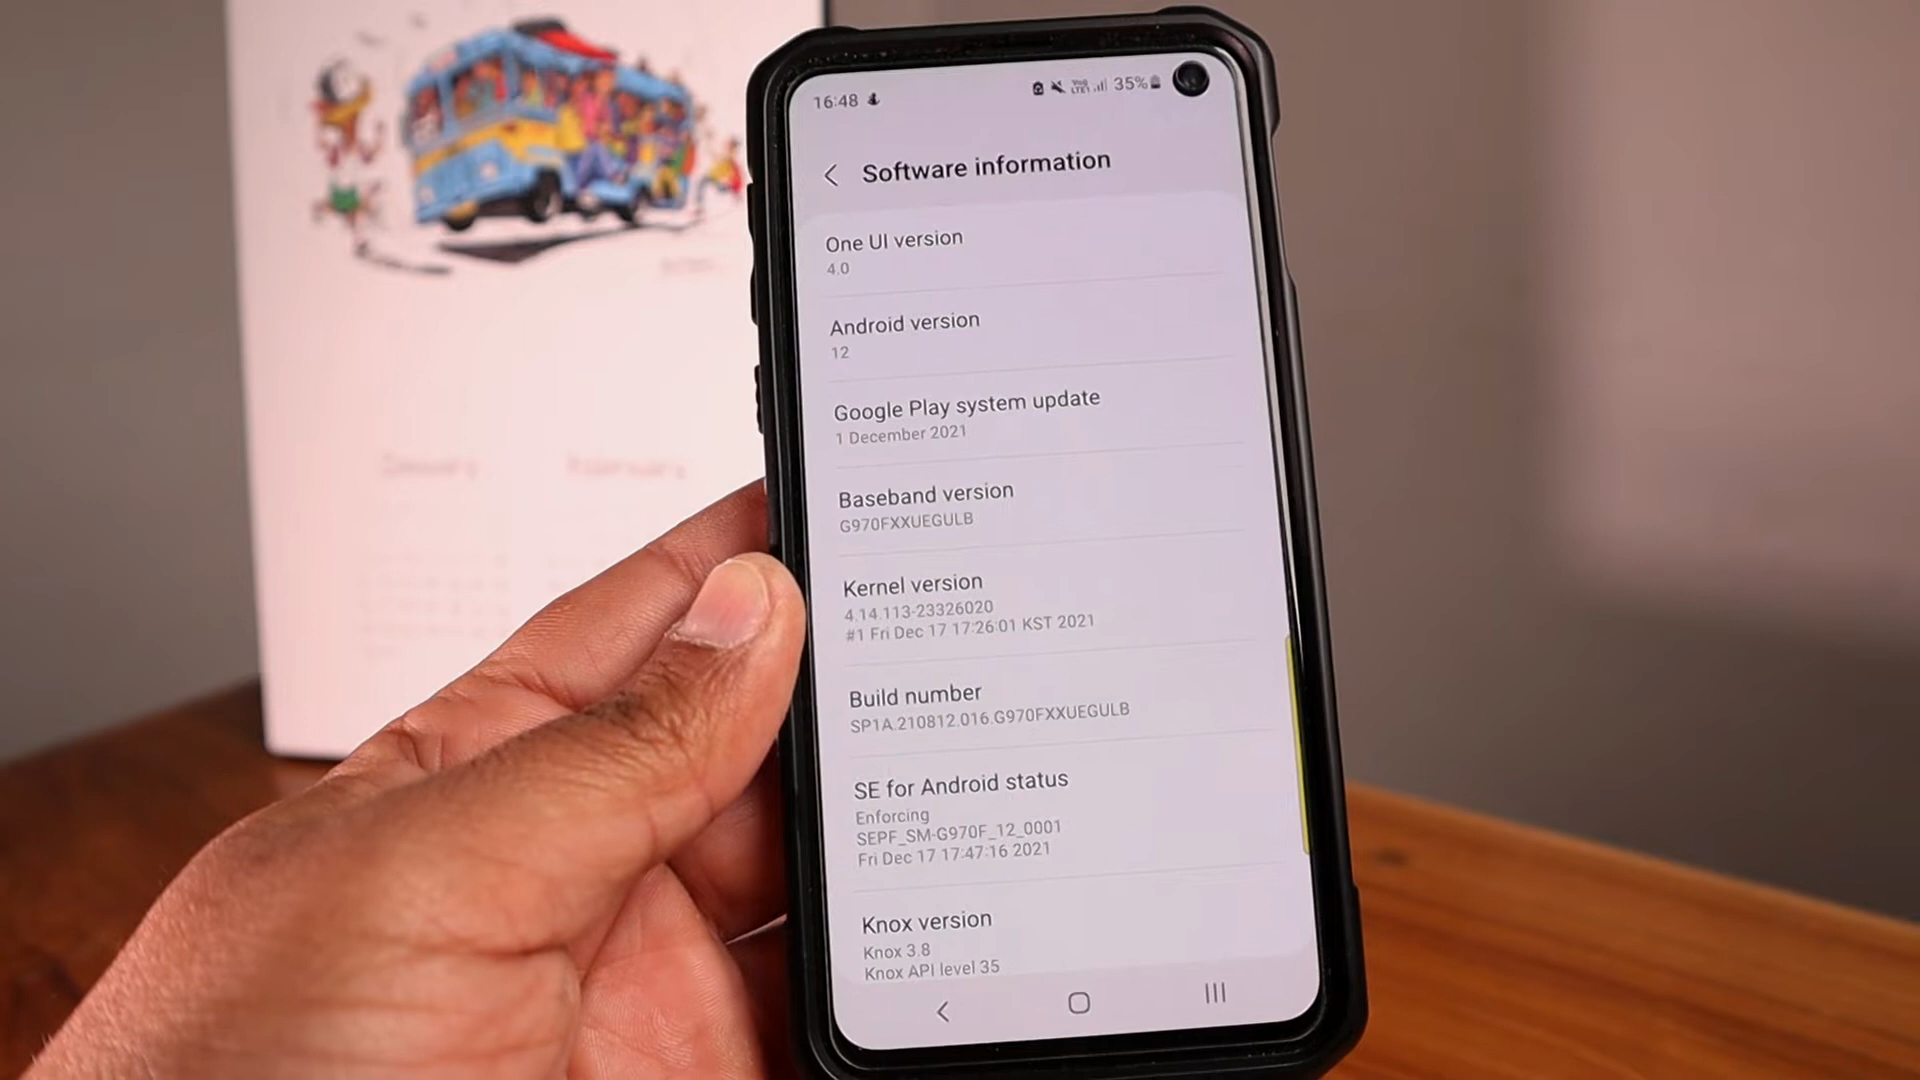 16:48
35%
Software information
One UI version
4.0
Android version
12
Google Play system update
1 December 2021
Baseband version
G970FXXUEGULB
Kernel version
4.14.113-23326020
#1 Fri Dec 17 17:26:01 KST 2021
Build number
SP1A.210812.016.G970FXXUEGULB
SE for Android status
Enforcing
SEPF_SM-G970F_12_0001
Fri Dec 17 17:47:16 2021
Knox version
Knox 3.8
Knox API level 35
January
February